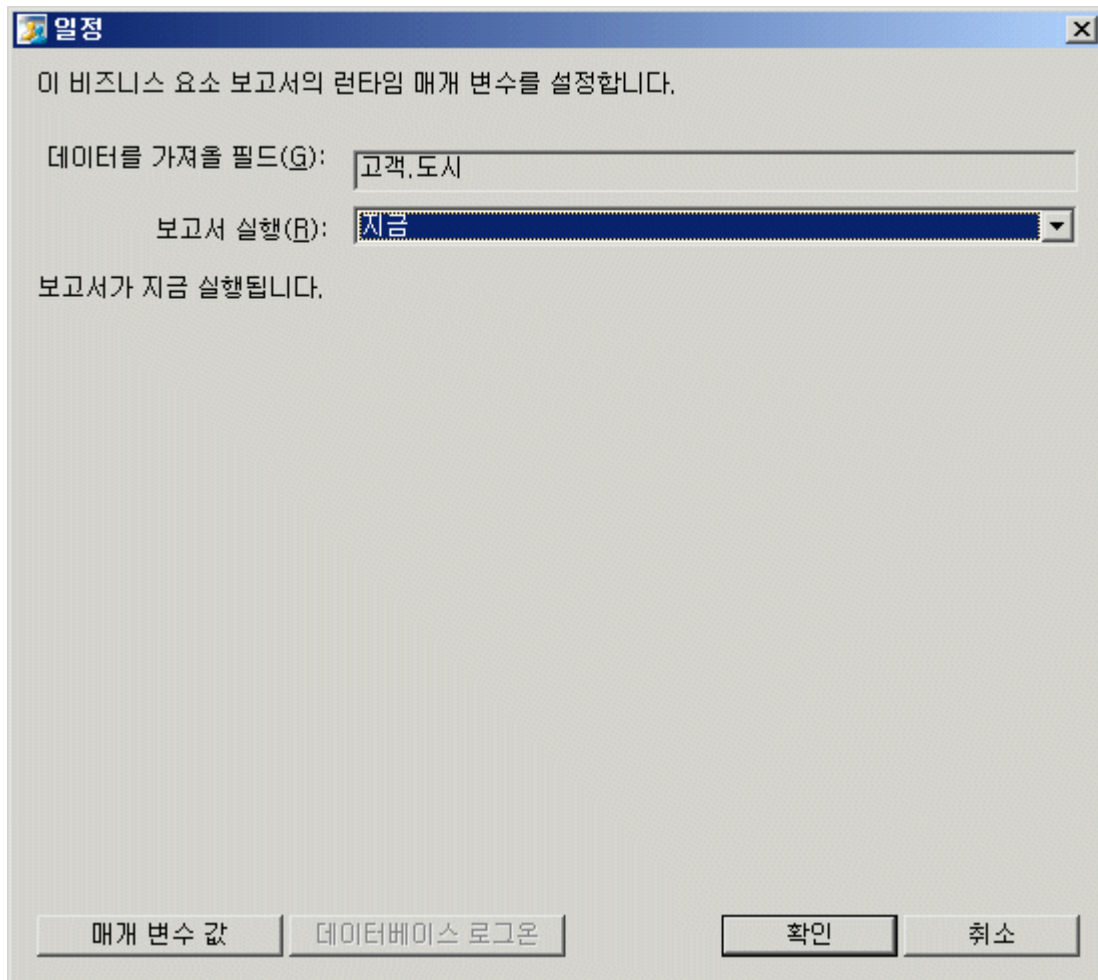 일정
이 비즈니스 요소 보고서의 런타임 매개 변수를 설정합니다.
데이터를 가져올 필드(G): 고객.도시
보고서 실행(R): 지금
보고서가 지금 실행됩니다.
매개 변수 값 데이터베이스 로그온 확인 취소